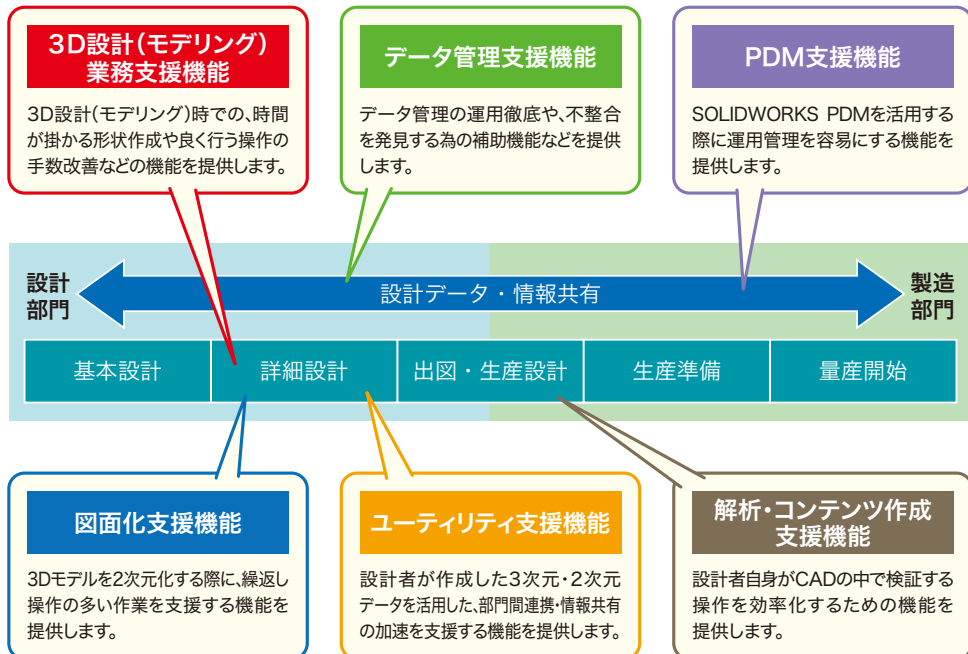 3D設計(モデリング)
業務支援機能
3D設計(モデリング)時での、時間
が掛かる形状作成や良く行う操作の
手数改善などの機能を提供します。
データ管理支援機能
データ管理の運用徹底や、不整合
を発見する為の補助機能などを提供
します。
PDM支援機能
SOLIDWORKS PDMを活用する
際に運用管理を容易にする機能を
提供します。
設計
部門
設計データ・情報共有
製造
部門
基本設計
詳細設計
出図・生産設計
生産準備
量産開始
図面化支援機能
3Dモデルを2次元化する際に、繰返し
操作の多い作業を支援する機能を
提供します。
ユーティリティ支援機能
設計者が作成した3次元・2次元
データを活用した、部門間連携・情報共有
の加速を支援する機能を提供します。
解析・コンテンツ作成
支援機能
設計者自身がCADの中で検証する
操作を効率化するための機能を
提供します。